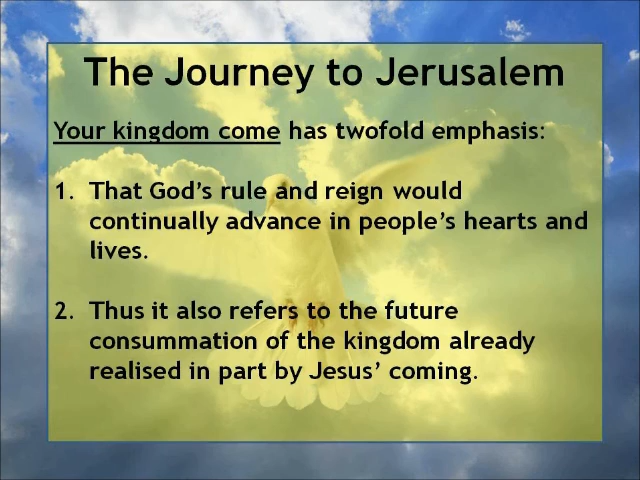 The Journey to Jerusalem
Your kingdom come has twofold emphasis:
1. That God's rule and reign would
continually advance in people's hearts and
lives.
2. Thus it also refers to the future
consummation of the kingdom already
realised in part by Jesus' coming.